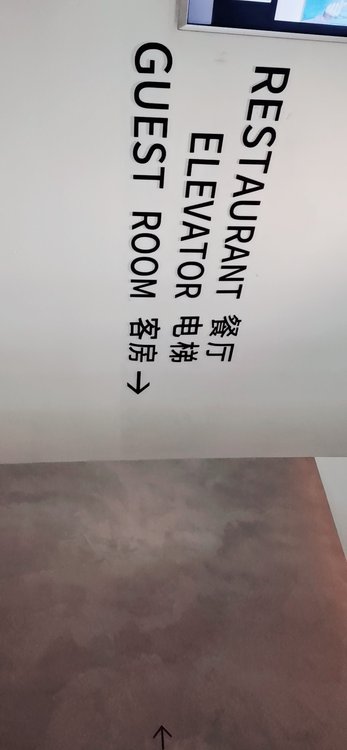 RESTAURANT 餐厅
ELEVATOR 电梯
GUEST ROOM 客房 ↑
←